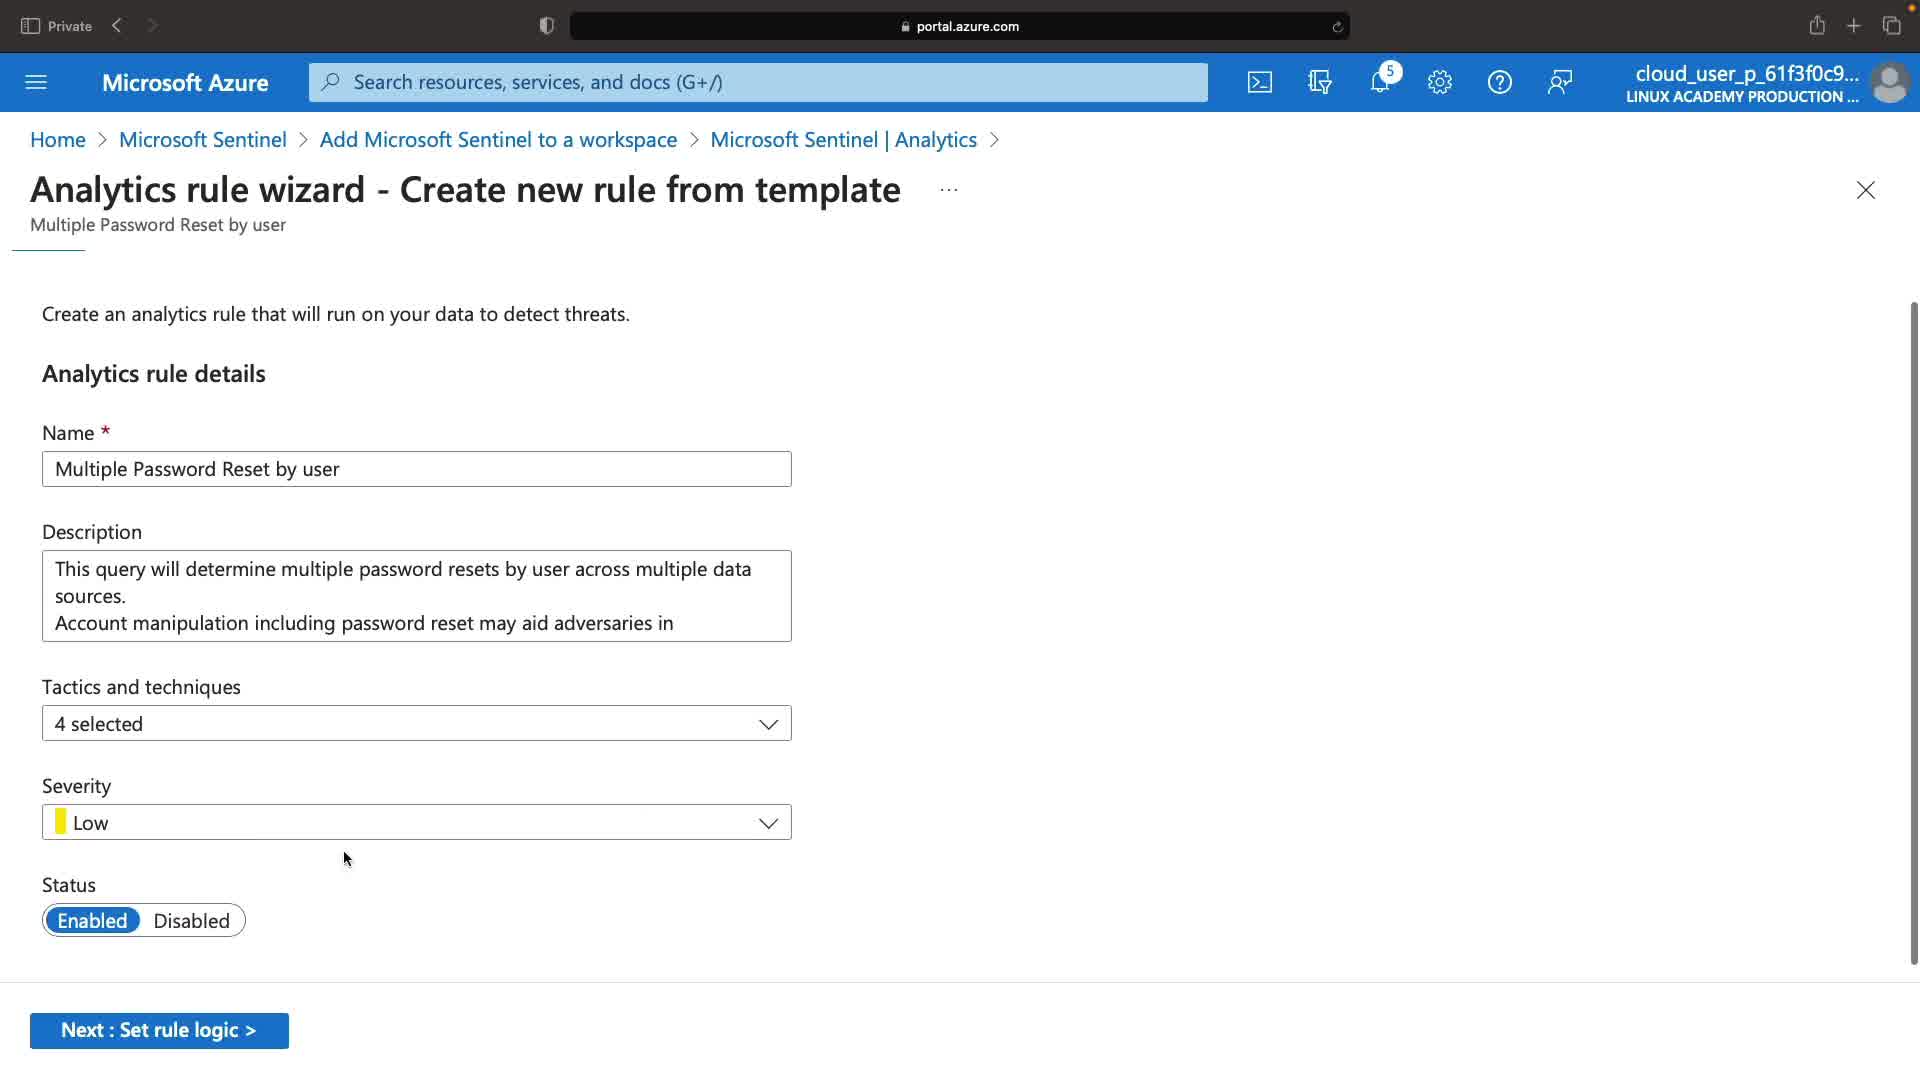 Private
portal.azure.com
Microsoft Azure
Search resources, services, and docs (G+/)
5
cloud_user_p_61f3f0c9...
LINUX ACADEMY PRODUCTION ...
Home > Microsoft Sentinel > Add Microsoft Sentinel to a workspace > Microsoft Sentinel | Analytics >
Analytics rule wizard - Create new rule from template ...
Multiple Password Reset by user
Create an analytics rule that will run on your data to detect threats.
Analytics rule details
Name *
Multiple Password Reset by user
Description
This query will determine multiple password resets by user across multiple data
sources.
Account manipulation including password reset may aid adversaries in
Tactics and techniques
4 selected
Severity
Low
Status
Enabled Disabled
Next : Set rule logic >